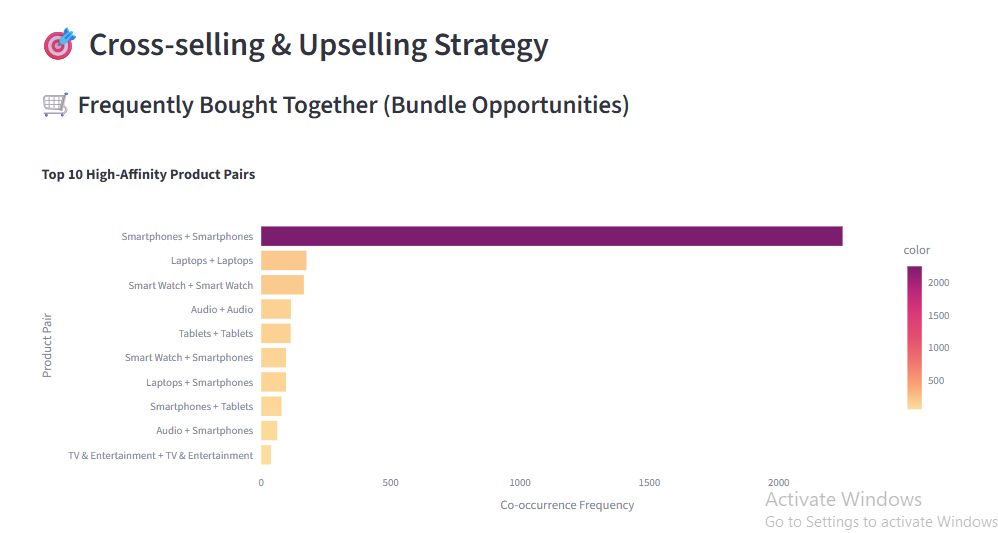 Cross-selling & Upselling Strategy
Frequently Bought Together (Bundle Opportunities)
Top 10 High-Affinity Product Pairs
Product Pair
Smartphones + Smartphones
Laptops + Laptops
Smart Watch + Smart Watch
Audio + Audio
Tablets + Tablets
Smart Watch + Smartphones
Laptops + Smartphones
Smartphones + Tablets
Audio + Smartphones
TV & Entertainment + TV & Entertainment
0 500 1000 1500 2000
Co-occurrence Frequency
color
2000
1500
1000
500
Activate Windows
Go to Settings to activate Windows